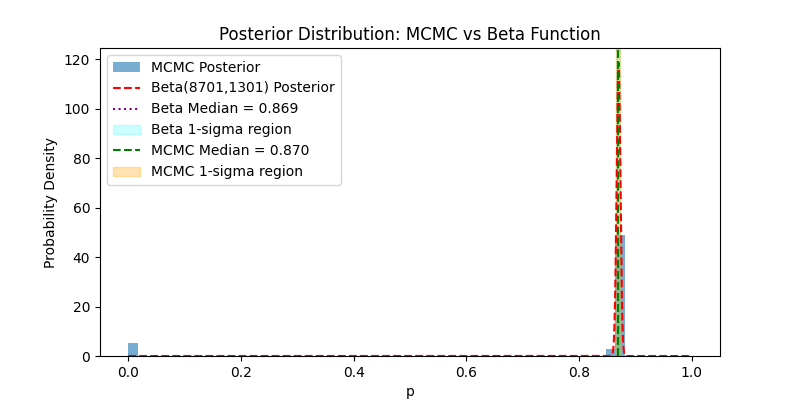 Posterior Distribution: MCMC vs Beta Function
MCMC Posterior
Beta(8701,1301) Posterior
Beta Median = 0.869
Beta 1-sigma region
MCMC Median = 0.870
MCMC 1-sigma region
Probability Density
120
100
80
60
40
20
0
0.0 0.2 0.4 0.6 0.8 1.0
p